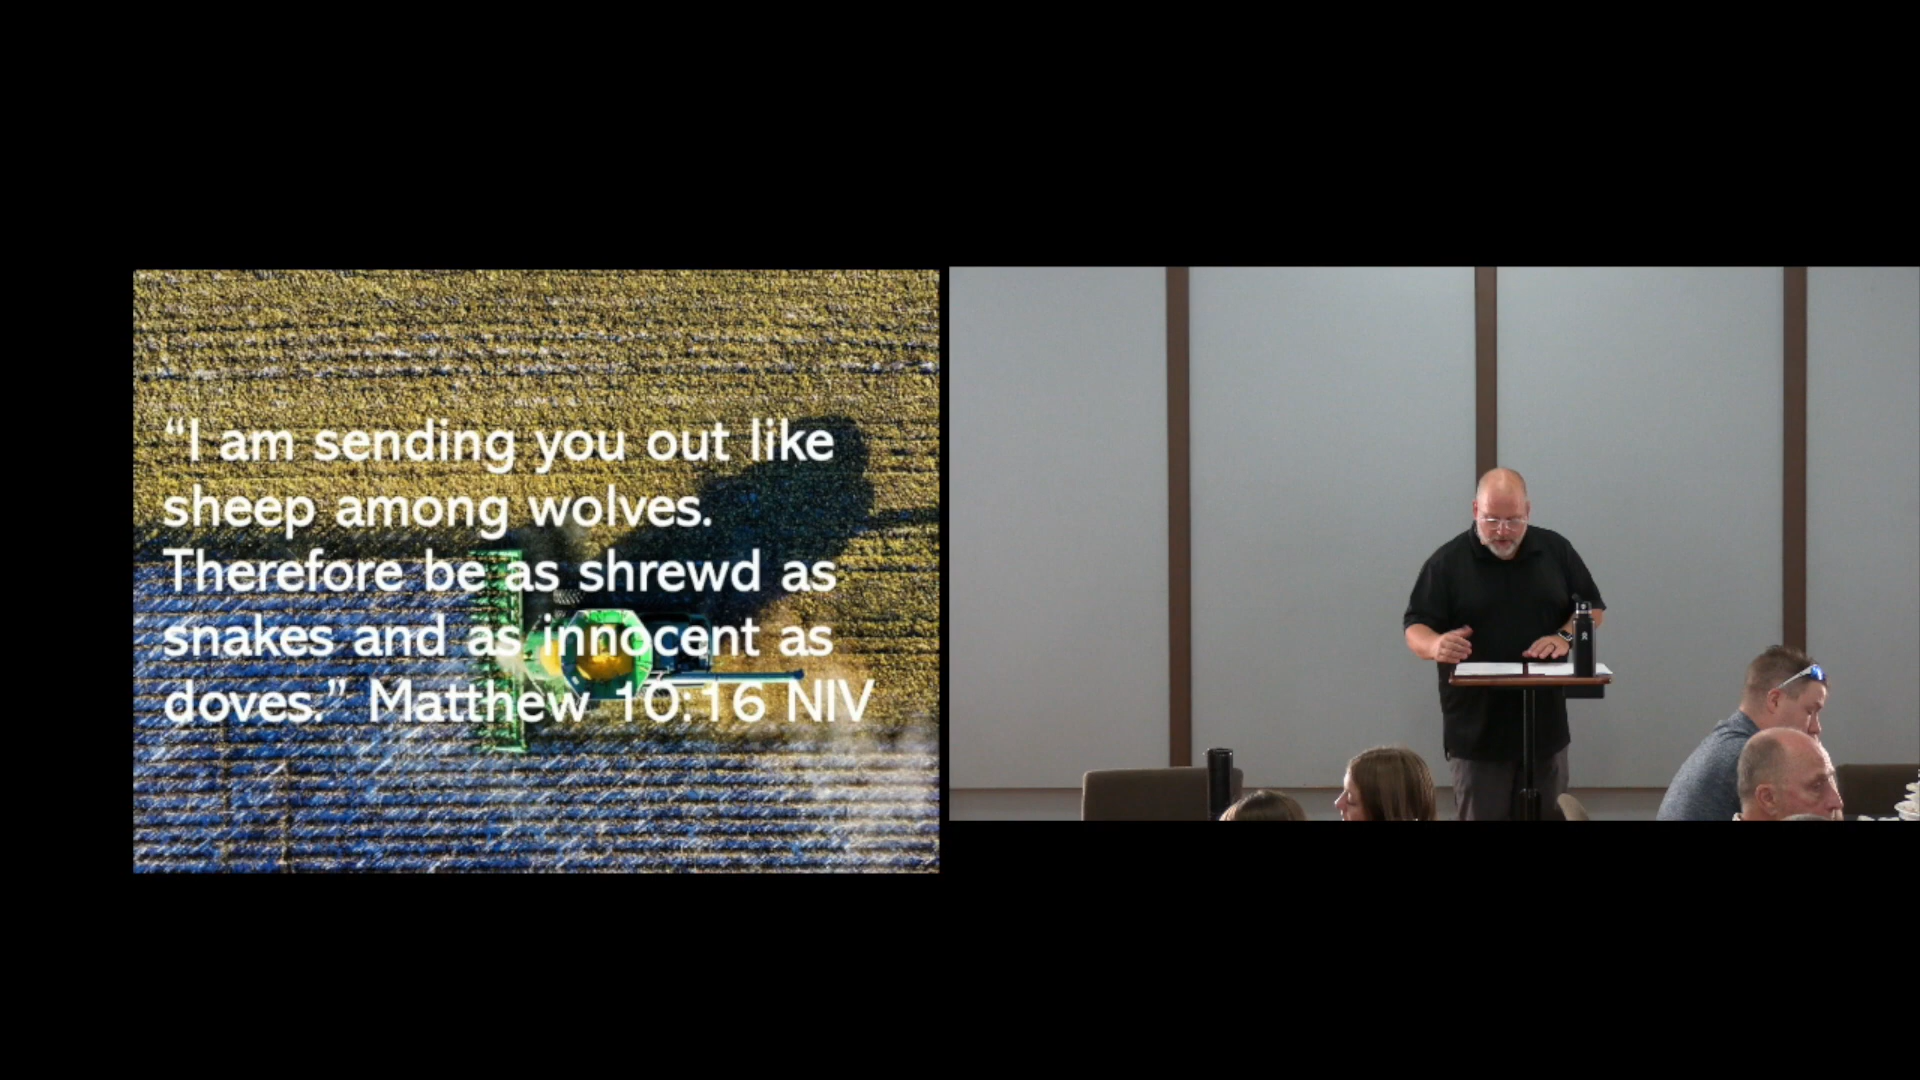 “I am sending you out like
sheep among wolves.
Therefore be as shrewd as
snakes and as innocent as
doves.” Matthew 10:16 NIV